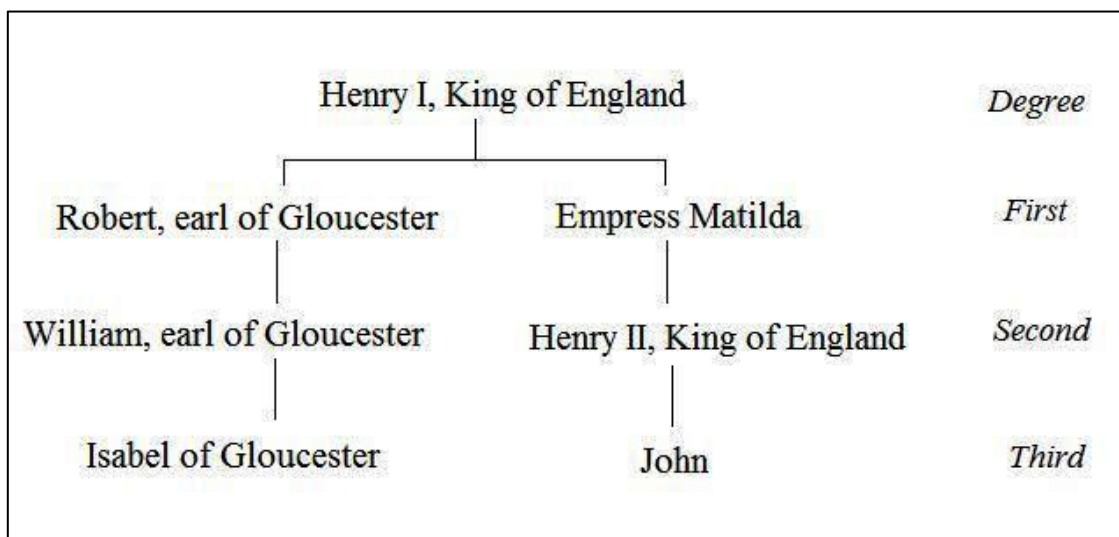 Henry I, King of England
Degree
Robert, earl of Gloucester
Empress Matilda
First
William, earl of Gloucester
Henry II, King of England
Second
Isabel of Gloucester
John
Third